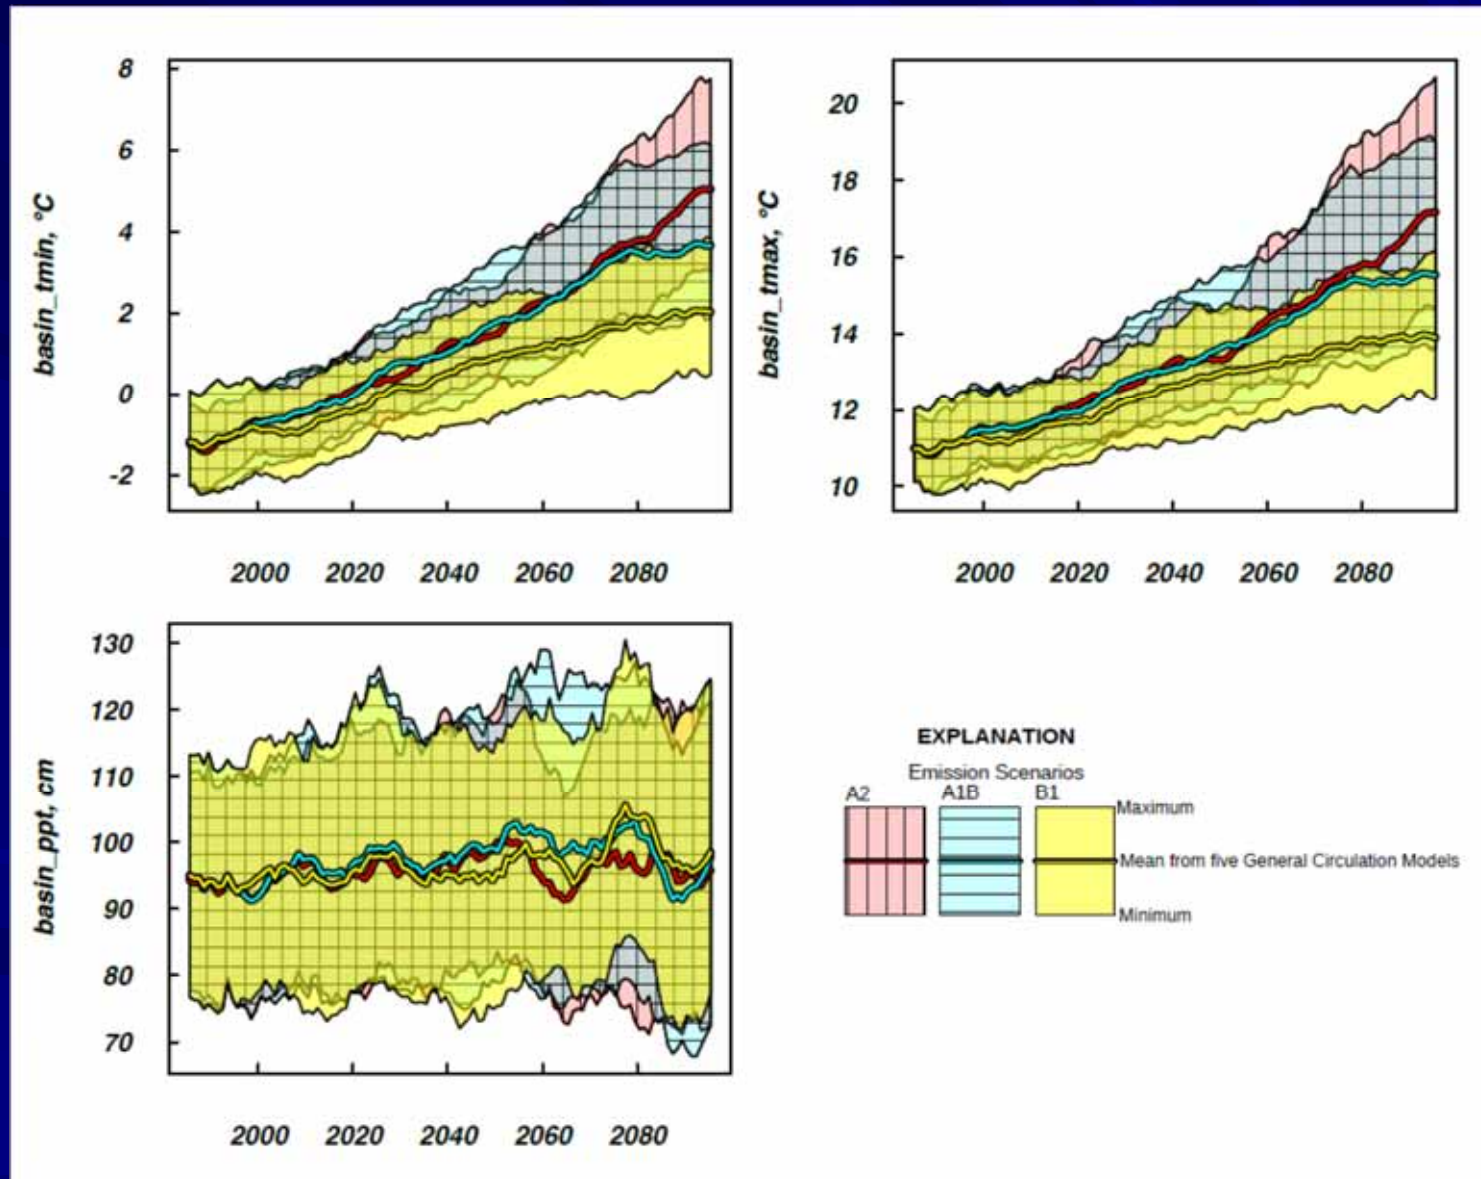 8
6
4
2
0
-2
basin_tmin, °C
2000 2020 2040 2060 2080
20
18
16
14
12
10
basin_tmax, °C
2000 2020 2040 2060 2080
130
120
110
100
90
80
70
basin_ppt, cm
2000 2020 2040 2060 2080
EXPLANATION
Emission Scenarios
A2 A1B B1
Maximum
Mean from five General Circulation Models
Minimum